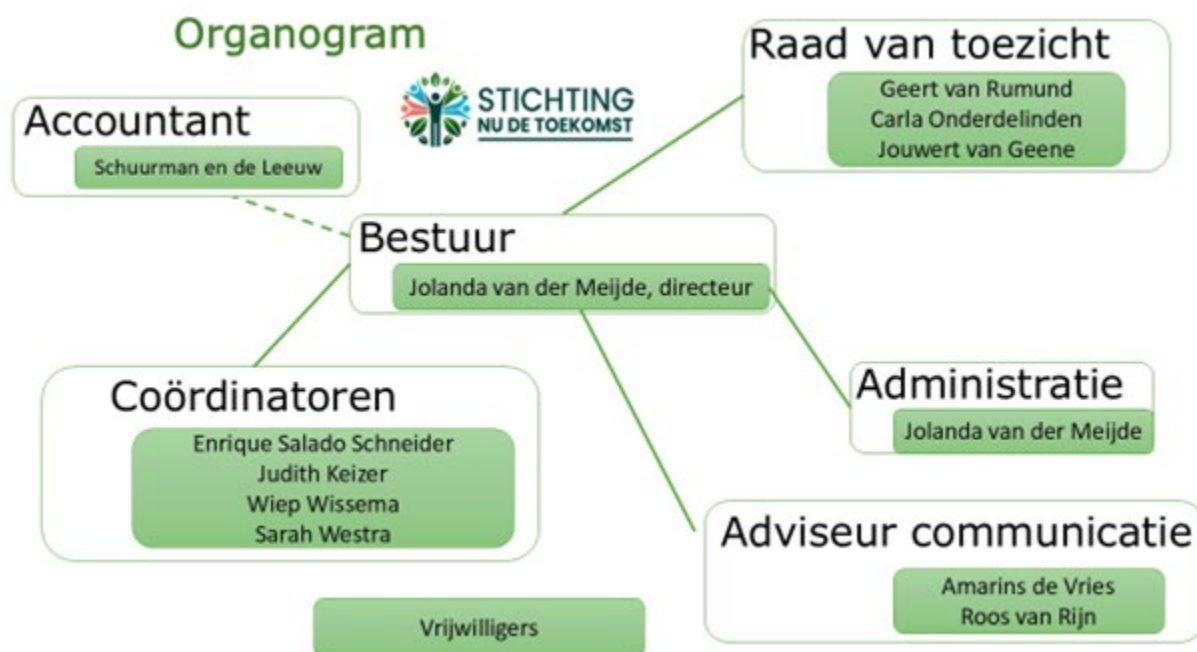 Organogram
STICHTING
NU DE TOEKOMST
Raad van toezicht
Geert van Rumund
Carla Onderdelinden
Jouwert van Geene
Accountant
Schuurman en de Leeuw
Bestuur
Jolanda van der Meijde, directeur
Coördinatoren
Enrique Salado Schneider
Judith Keizer
Wiep Wissema
Sarah Westra
Administratie
Jolanda van der Meijde
Adviseur communicatie
Amarins de Vries
Roos van Rijn
Vrijwilligers